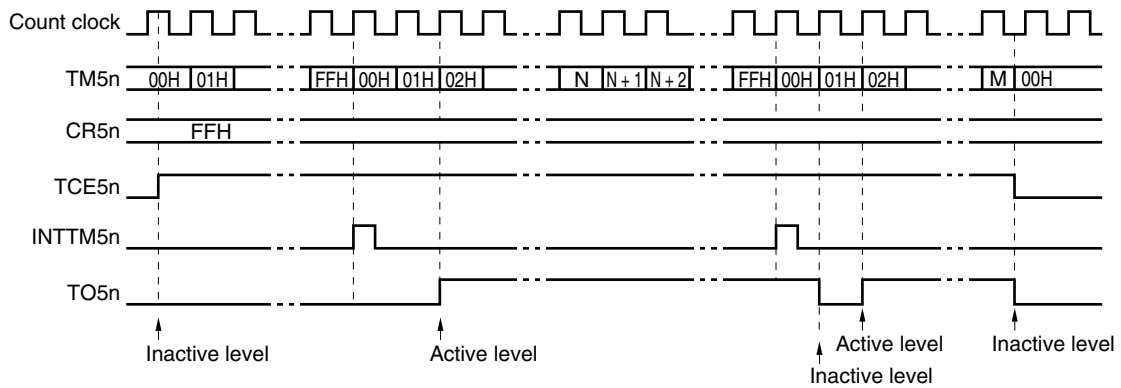 Count clock
TM5n 00H 01H FFH 00H 01H 02H N N + 1 N + 2 FFH 00H 01H 02H M 00H
CR5n FFH
TCE5n
INTTM5n
TO5n
Inactive level Active level Active level Inactive level
Inactive level